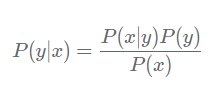 P(y|x) = P(x|y)P(y) / P(x)